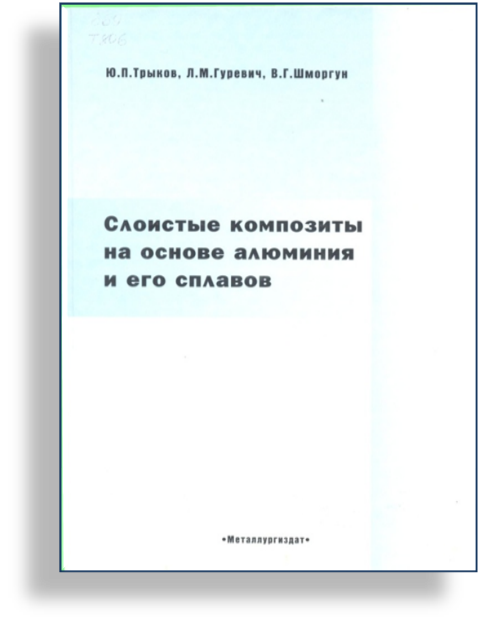 Ю.П.Трыков, Л.М.Гуревич, В.Г.Шморгун
Слоистые композиты
на основе алюминия
и его сплавов
•Металлургиздат•